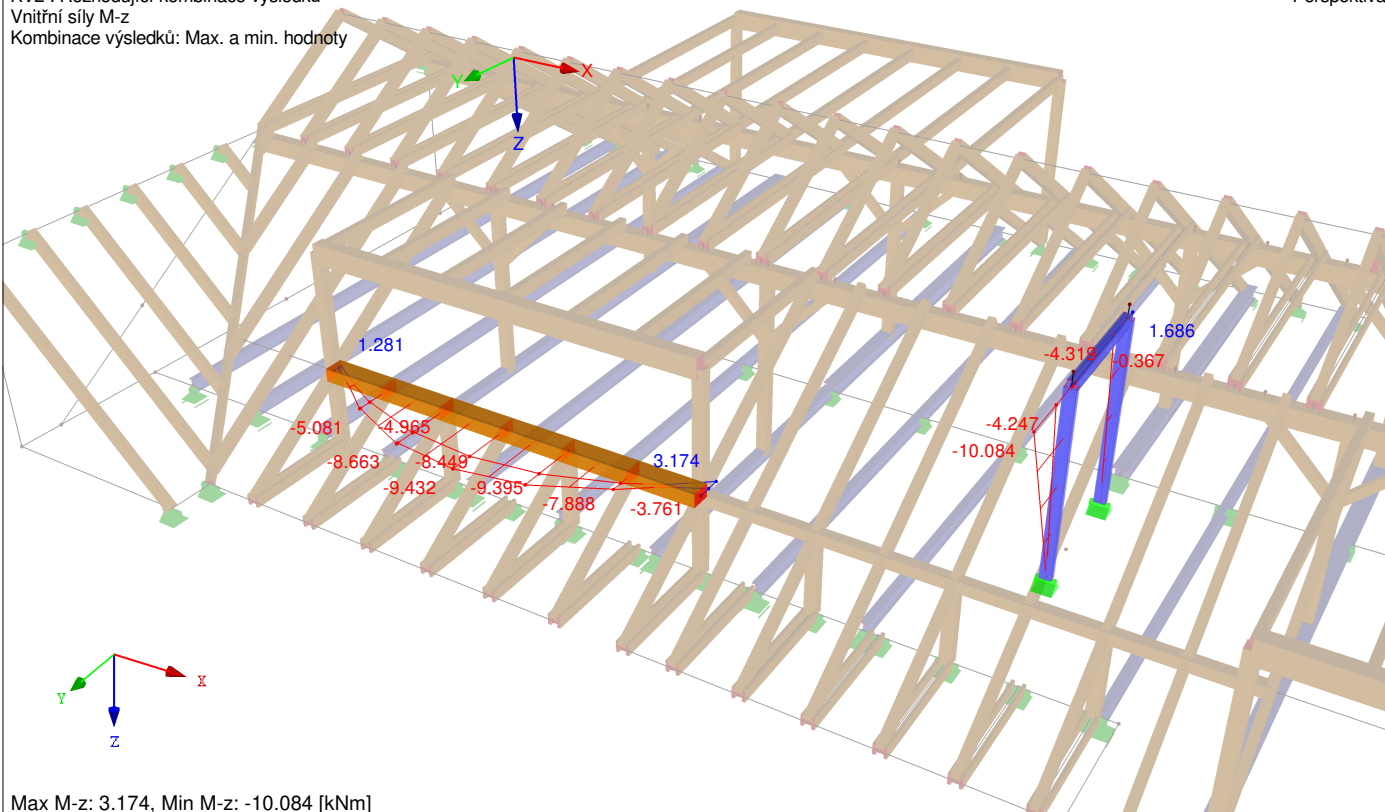 Vnitřní síly M-z
Kombinace výsledků: Max. a min. hodnoty
Y
X
Z
1.281
-5.081
-4.965
-8.663
-8.449
3.174
-9.432
-9.395
-7.888
-3.761
1.686
-4.319
-0.367
-4.247
-10.084
X
Y
Z
Max M-z: 3.174, Min M-z: -10.084 [kNm]